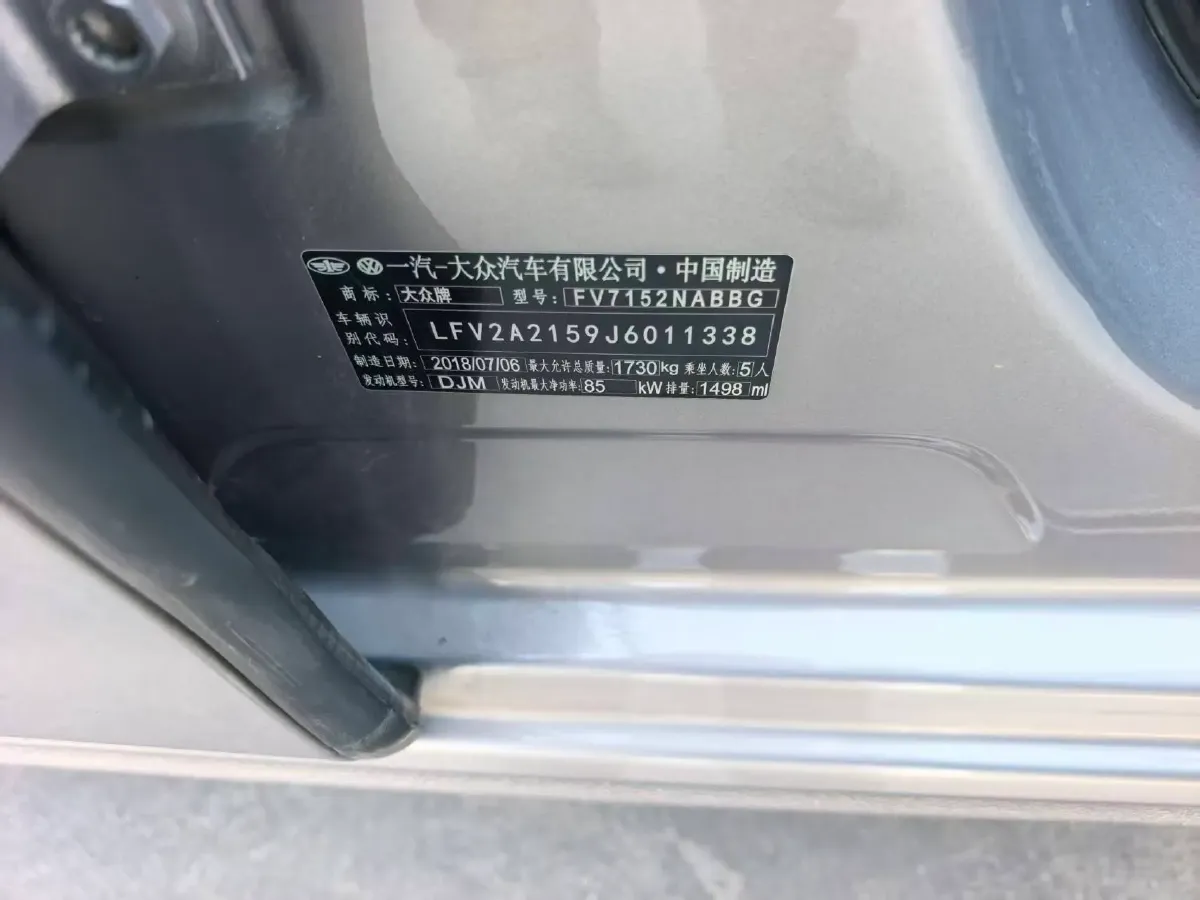 一汽-大众汽车有限公司·中国制造
商标:大众牌 型号:FV7152NABBG
车辆识
别代码:LFV2A2159J6011338
制造日期:2018/07/06 最大允许总质量:1730kg 乘坐人数:5人
发动机型号:DJM 发动机最大净功率:85 kW 排量:1498 ml